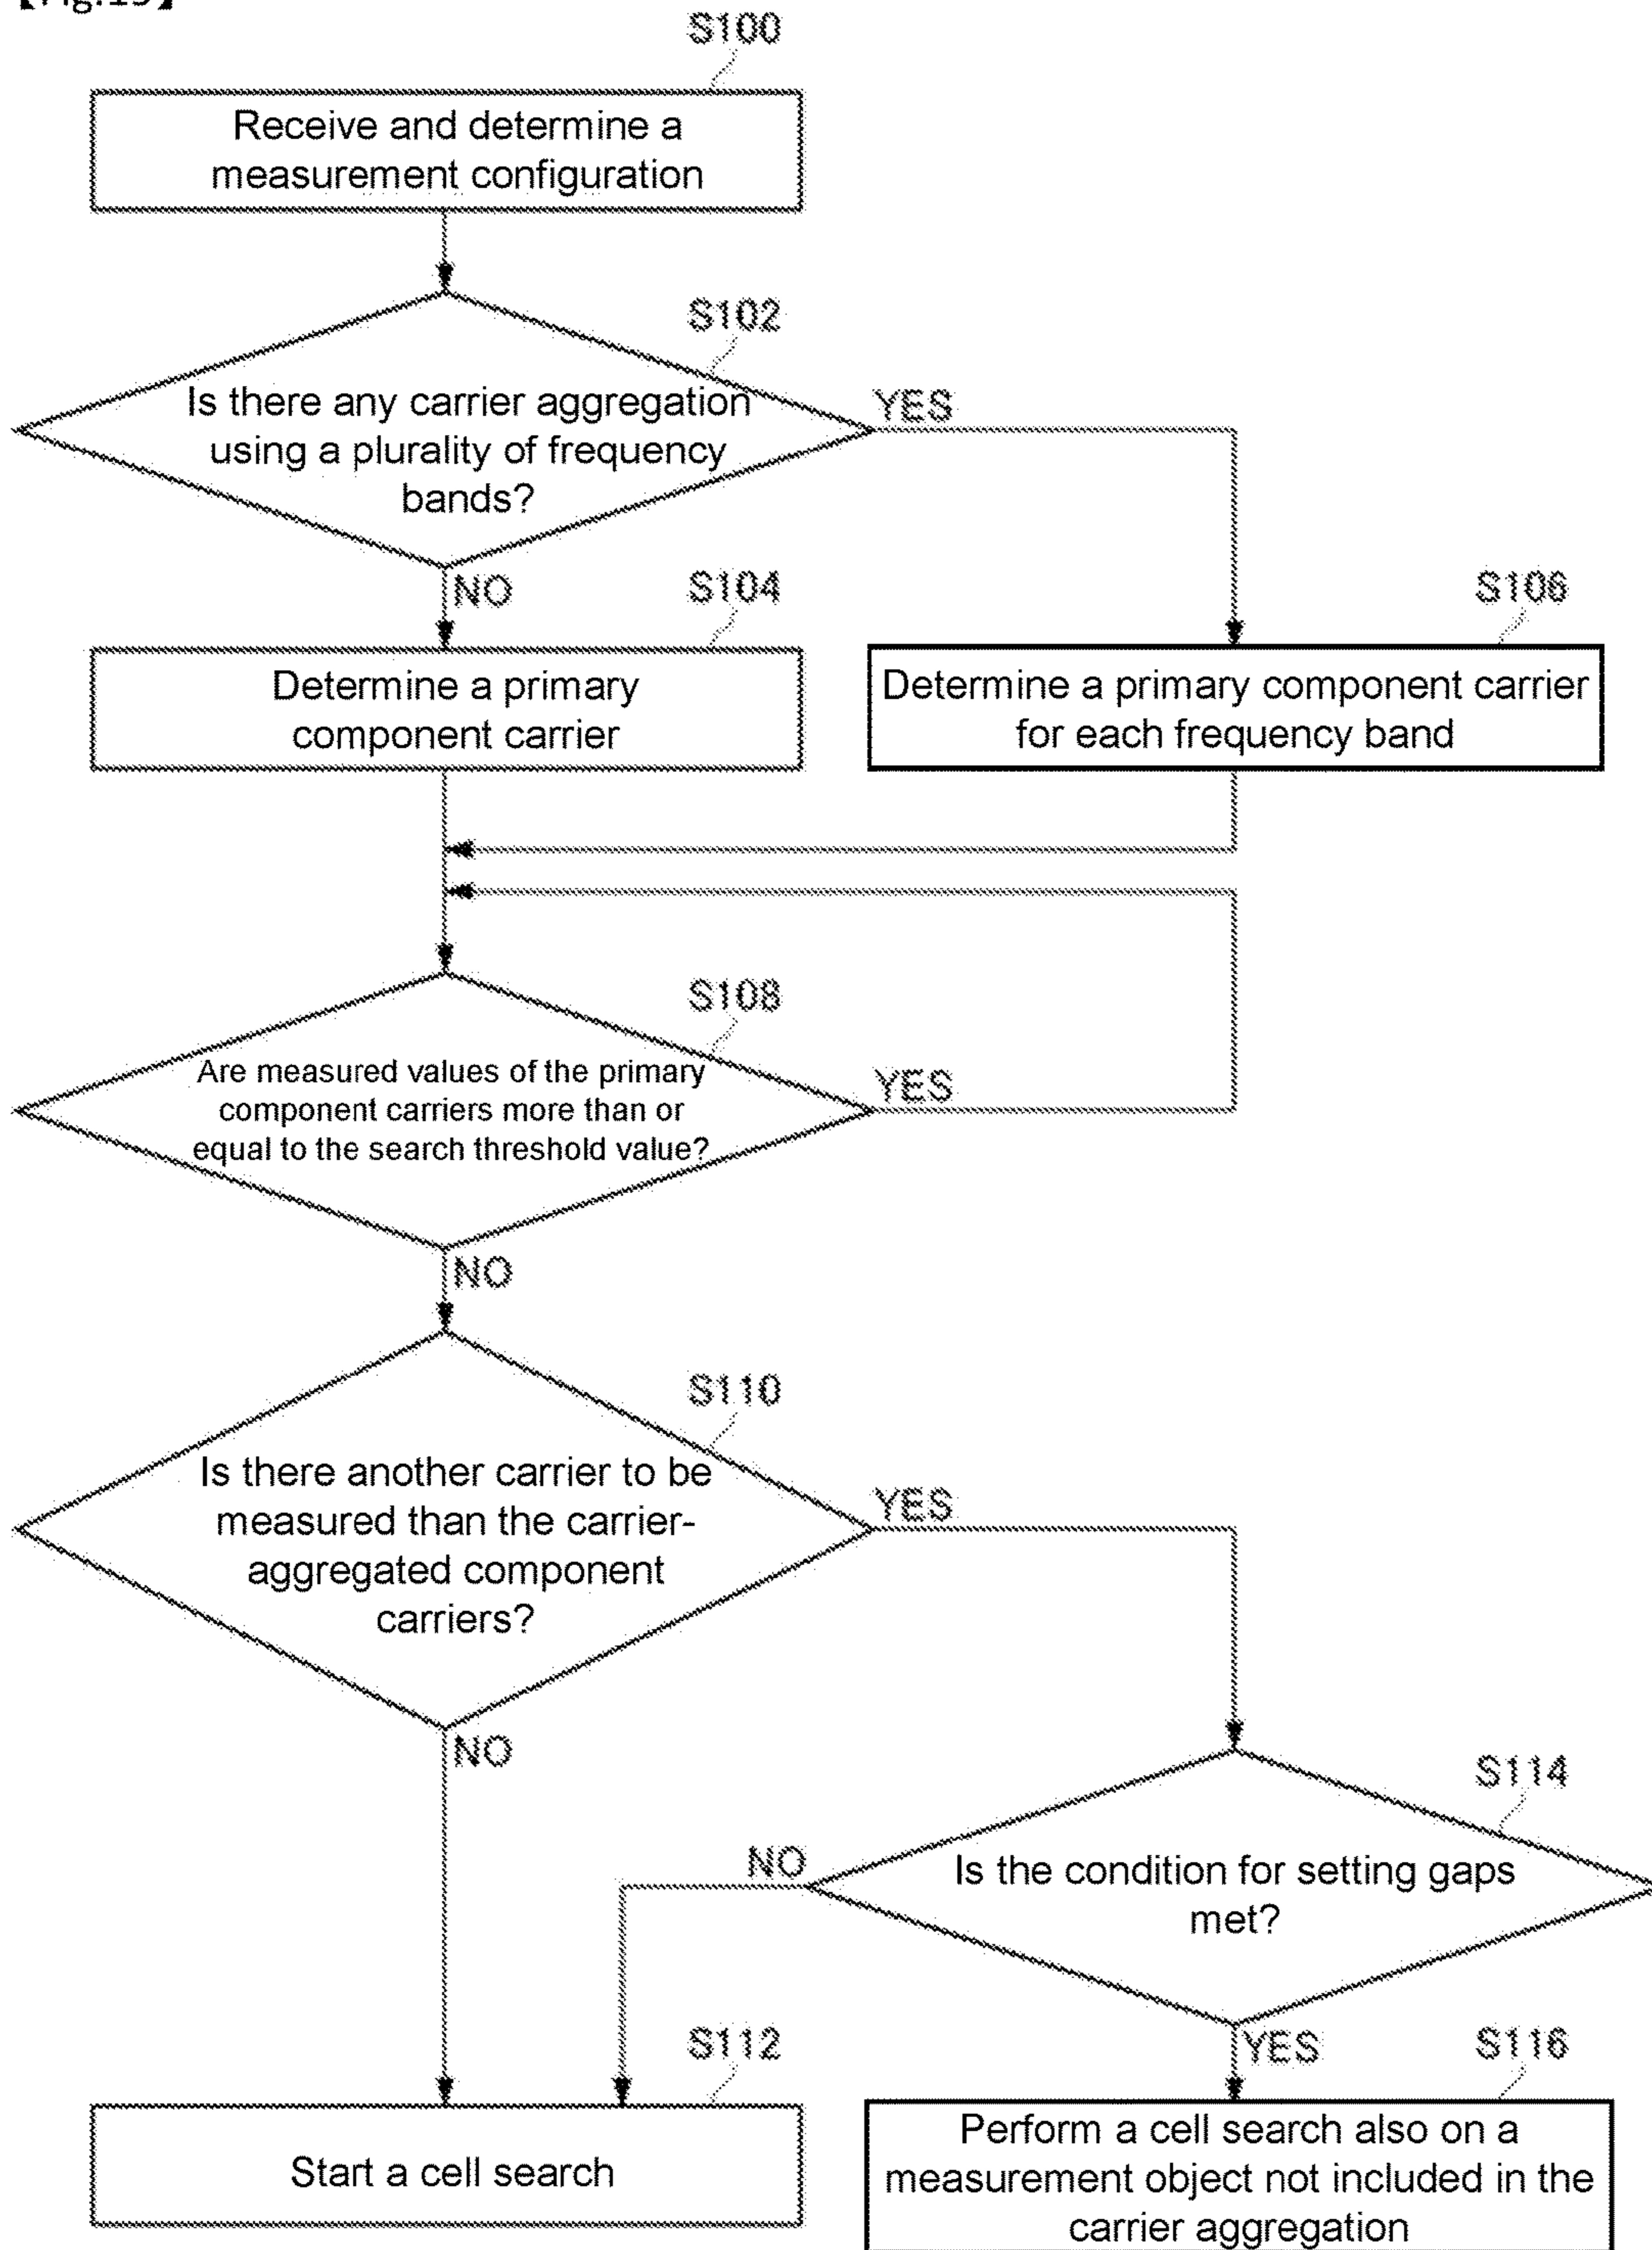 S100
Receive and determine a
measurement configuration
S102
Is there any carrier aggregation
using a plurality of frequency
bands?
YES
NO
S104
Determine a primary
component carrier
S106
Determine a primary component carrier
for each frequency band
S108
Are measured values of the primary
component carriers more than or
equal to the search threshold value?
YES
NO
S110
Is there another carrier to be
measured than the carrier-
aggregated component
carriers?
YES
NO
S114
Is the condition for setting gaps
met?
NO
YES
S112
Start a cell search
S116
Perform a cell search also on a
measurement object not included in the
carrier aggregation